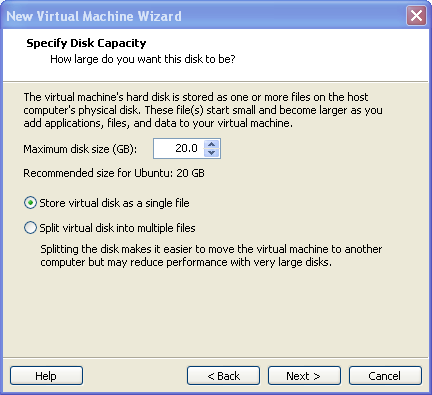 New Virtual Machine Wizard
Specify Disk Capacity
How large do you want this disk to be?
The virtual machine's hard disk is stored as one or more files on the host
computer's physical disk. These file(s) start small and become larger as you
add applications, files, and data to your virtual machine.
Maximum disk size (GB): 20.0
Recommended size for Ubuntu: 20 GB
Store virtual disk as a single file
Split virtual disk into multiple files
Splitting the disk makes it easier to move the virtual machine to another
computer but may reduce performance with very large disks.
Help < Back Next > Cancel